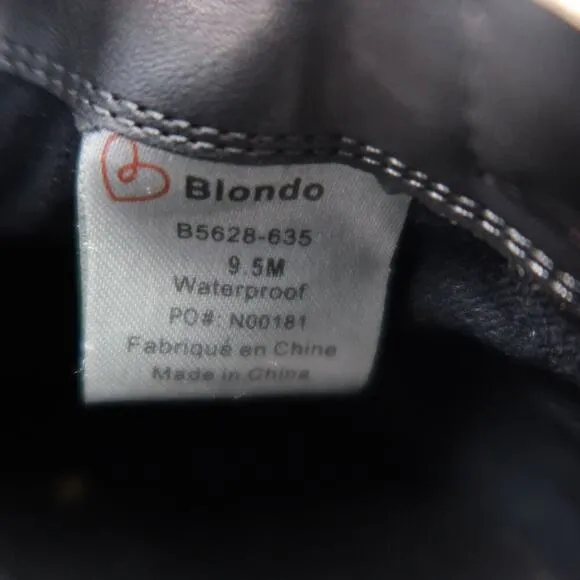 Blondo
B5628-635
9.5M
Waterproof
PO#: N00181
Fabriqué en Chine
Made in China